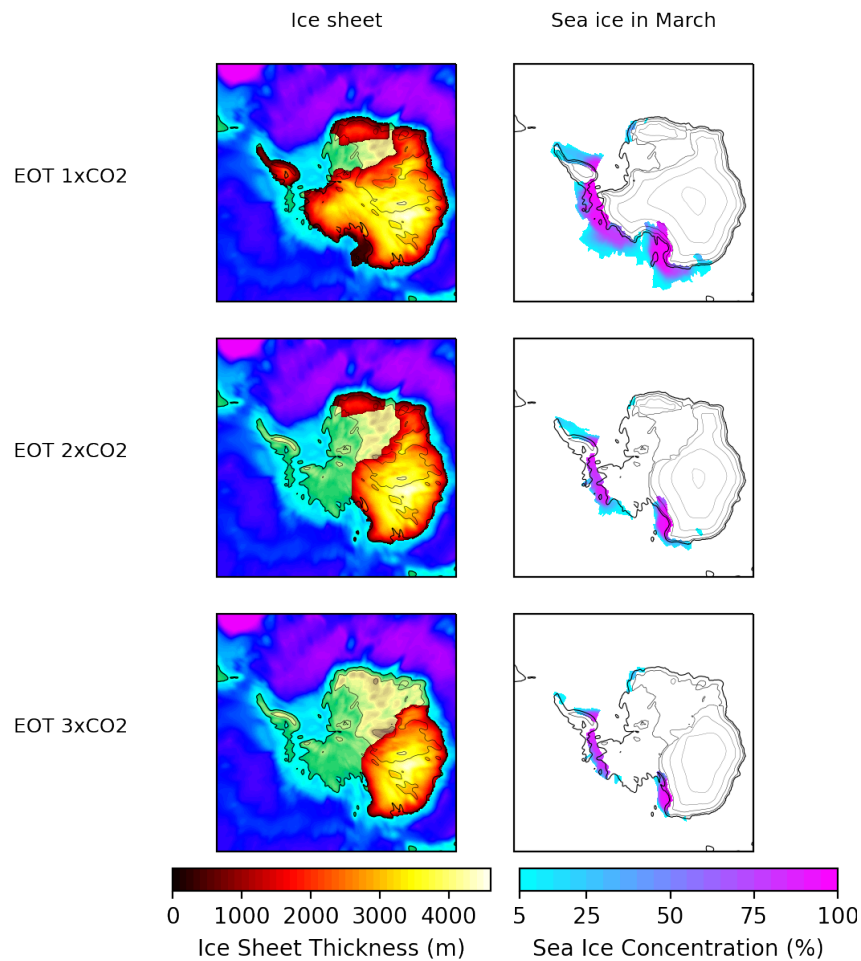 Ice sheet
Sea ice in March
EOT 1xCO2
EOT 2xCO2
EOT 3xCO2
0 1000 2000 3000 4000
Ice Sheet Thickness (m)
5 25 50 75 100
Sea Ice Concentration (%)